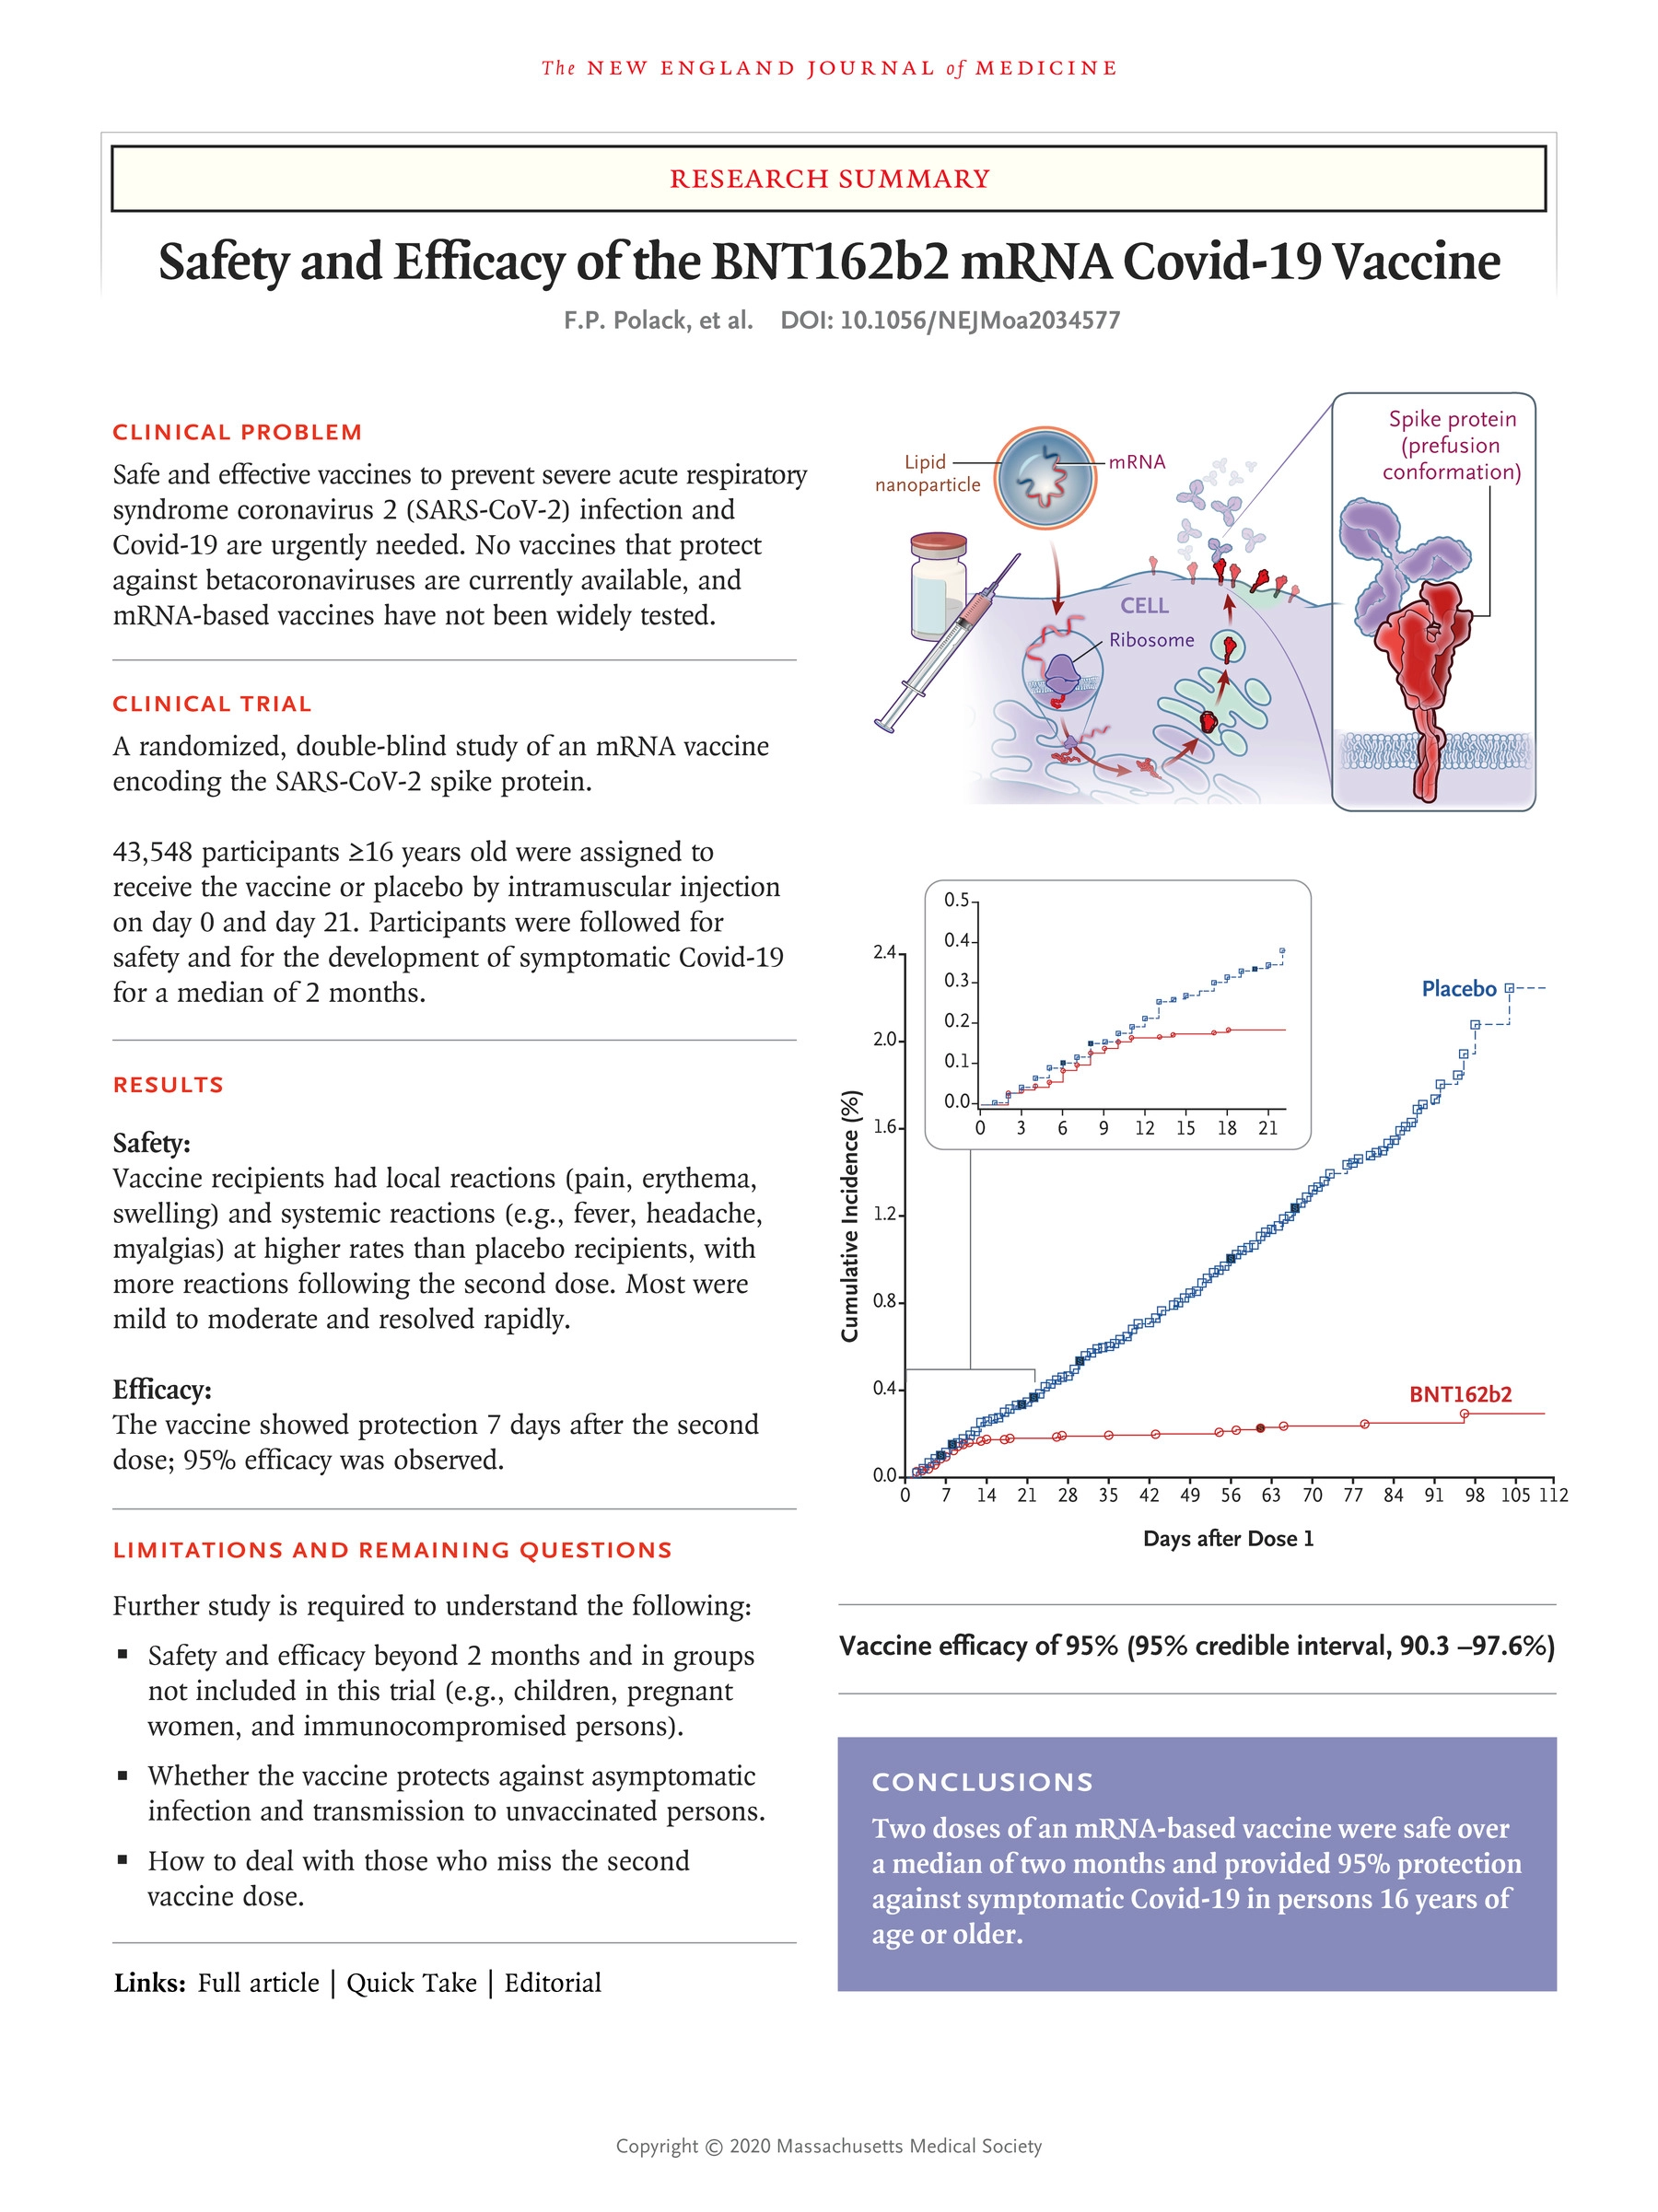 The NEW ENGLAND JOURNAL of MEDICINE
RESEARCH SUMMARY
Safety and Efficacy of the BNT162b2 mRNA Covid-19 Vaccine
F.P. Polack, et al. DOI: 10.1056/NEJMoa2034577
CLINICAL PROBLEM
Safe and effective vaccines to prevent severe acute respiratory
syndrome coronavirus 2 (SARS-CoV-2) infection and
Covid-19 are urgently needed. No vaccines that protect
against betacoronaviruses are currently available, and
mRNA-based vaccines have not been widely tested.
CLINICAL TRIAL
A randomized, double-blind study of an mRNA vaccine
encoding the SARS-CoV-2 spike protein.
43,548 participants ≥16 years old were assigned to
receive the vaccine or placebo by intramuscular injection
on day 0 and day 21. Participants were followed for
safety and for the development of symptomatic Covid-19
for a median of 2 months.
RESULTS
Safety:
Vaccine recipients had local reactions (pain, erythema,
swelling) and systemic reactions (e.g., fever, headache,
myalgias) at higher rates than placebo recipients, with
more reactions following the second dose. Most were
mild to moderate and resolved rapidly.
Efficacy:
The vaccine showed protection 7 days after the second
dose; 95% efficacy was observed.
LIMITATIONS AND REMAINING QUESTIONS
Further study is required to understand the following:
▪ Safety and efficacy beyond 2 months and in groups
not included in this trial (e.g., children, pregnant
women, and immunocompromised persons).
▪ Whether the vaccine protects against asymptomatic
infection and transmission to unvaccinated persons.
▪ How to deal with those who miss the second
vaccine dose.
Links: Full article | Quick Take | Editorial
Lipid
nanoparticle
mRNA
CELL
Ribosome
Spike protein
(prefusion
conformation)
0.5
0.4
0.3
0.2
0.1
0.0
0 3 6 9 12 15 18 21
Cumulative Incidence (%)
2.4
2.0
1.6
1.2
0.8
0.4
0.0
Placebo
BNT162b2
0 7 14 21 28 35 42 49 56 63 70 77 84 91 98 105 112
Days after Dose 1
Vaccine efficacy of 95% (95% credible interval, 90.3 –97.6%)
CONCLUSIONS
Two doses of an mRNA-based vaccine were safe over
a median of two months and provided 95% protection
against symptomatic Covid-19 in persons 16 years of
age or older.
Copyright © 2020 Massachusetts Medical Society